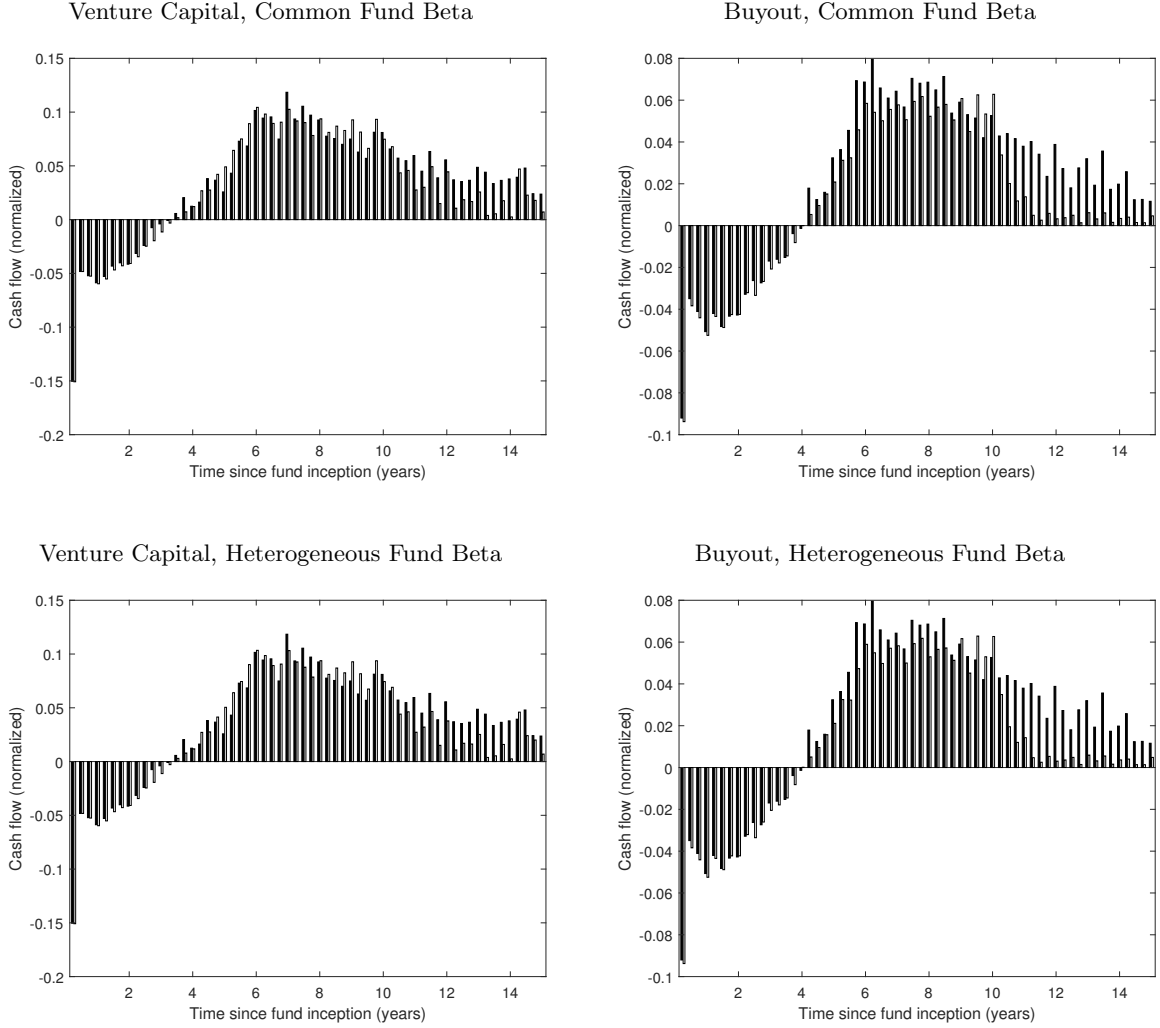 Venture Capital, Common Fund Beta
0.15
0.1
0.05
0
-0.05
-0.1
-0.15
-0.2
Cash flow (normalized)
2 4 6 8 10 12 14
Time since fund inception (years)
Buyout, Common Fund Beta
0.08
0.06
0.04
0.02
0
-0.02
-0.04
-0.06
-0.08
-0.1
Cash flow (normalized)
2 4 6 8 10 12 14
Time since fund inception (years)
Venture Capital, Heterogeneous Fund Beta
0.15
0.1
0.05
0
-0.05
-0.1
-0.15
-0.2
Cash flow (normalized)
2 4 6 8 10 12 14
Time since fund inception (years)
Buyout, Heterogeneous Fund Beta
0.08
0.06
0.04
0.02
0
-0.02
-0.04
-0.06
-0.08
-0.1
Cash flow (normalized)
2 4 6 8 10 12 14
Time since fund inception (years)